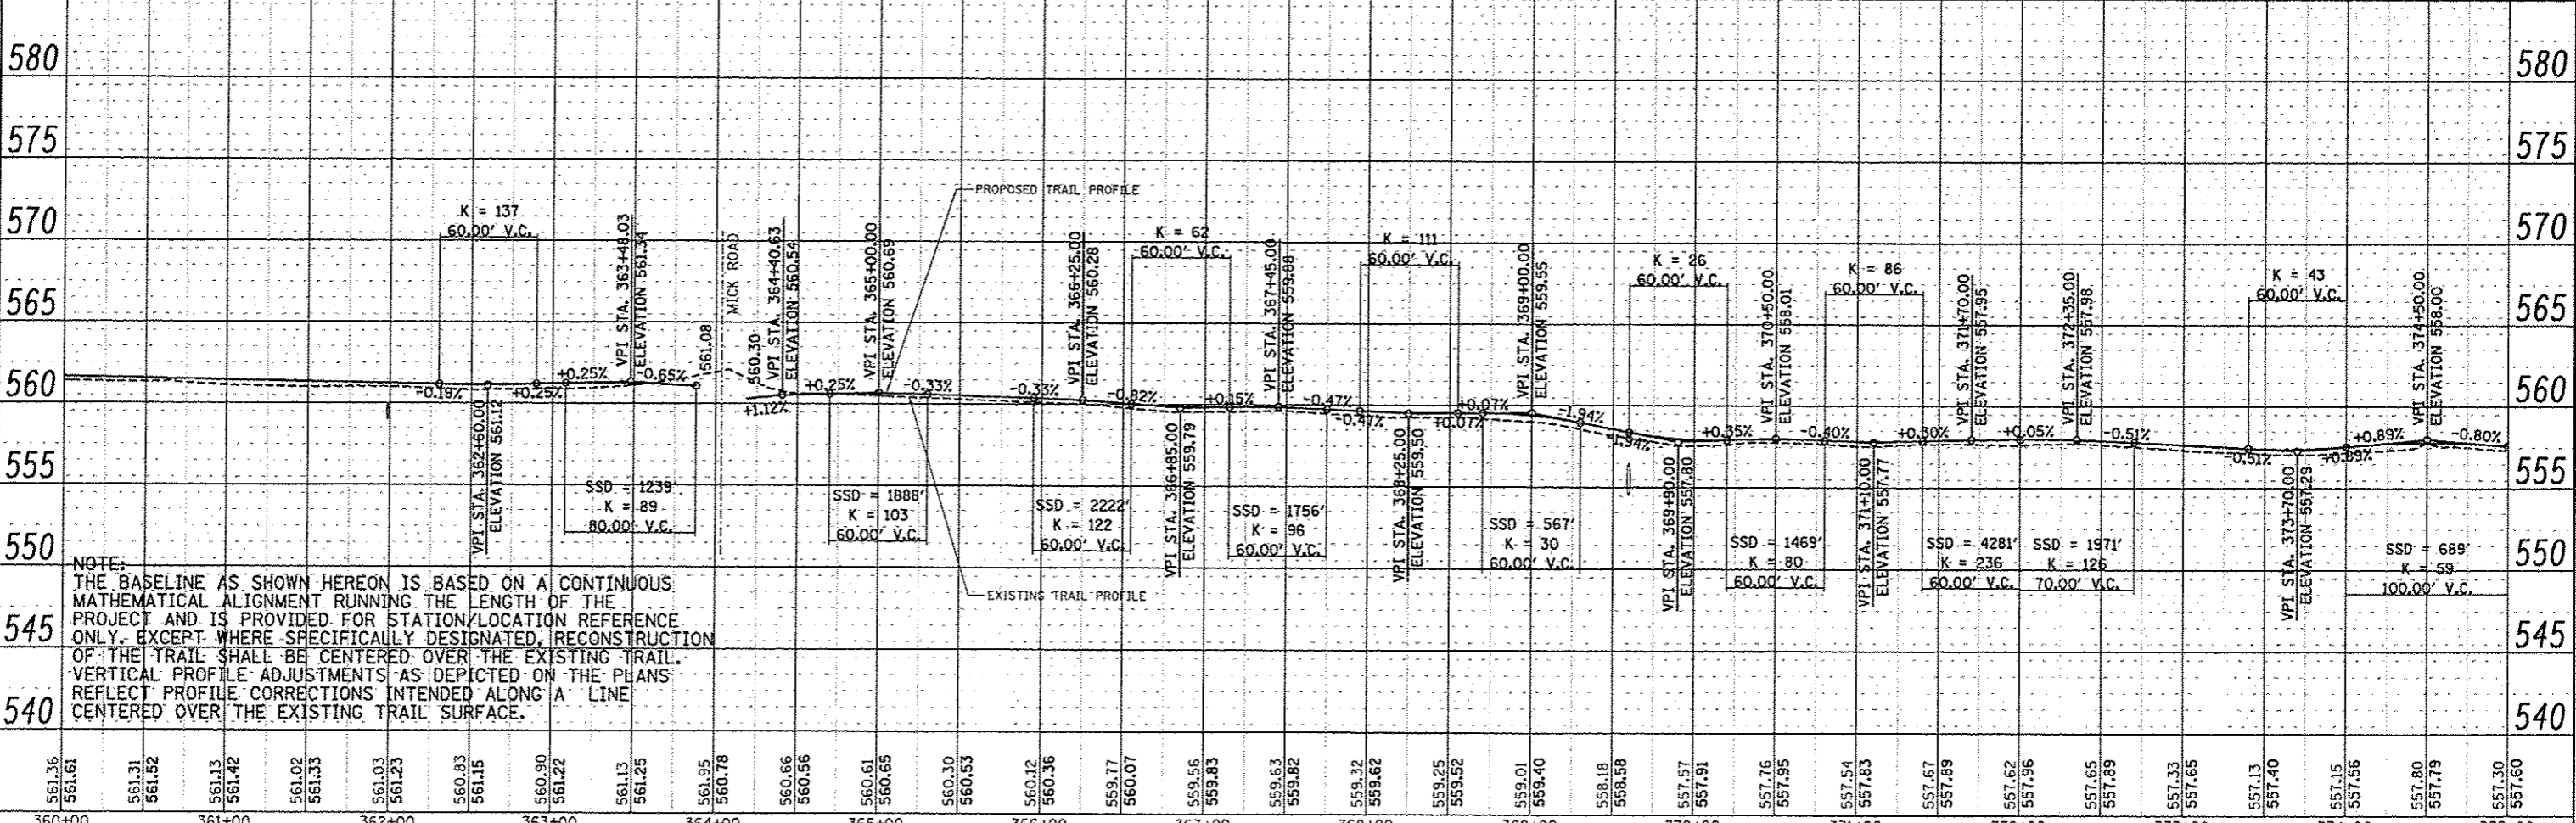 580
580
575
575
570
570
565
565
560
560
555
555
550
550
545
545
540
540
K = 137
60.00' V.C.
VPI STA. 362+60.00
ELEVATION 561.12
-0.19%
+0.25%
+0.25%
-0.65%
VPI STA. 363+48.03
ELEVATION 561.34
SSD = 1239'
K = 89
80.00' V.C.
561.08
MICK ROAD
560.30
VPI STA. 364+40.63
ELEVATION 560.54
+1.12%
+0.25%
VPI STA. 365+00.00
ELEVATION 560.69
-0.33%
SSD = 1888'
K = 103
60.00' V.C.
PROPOSED TRAIL PROFILE
EXISTING TRAIL PROFILE
-0.33%
VPI STA. 366+25.00
ELEVATION 560.28
-0.82%
SSD = 2222'
K = 122
60.00' V.C.
K = 62
60.00' V.C.
VPI STA. 366+85.00
ELEVATION 559.79
+0.15%
VPI STA. 367+45.00
ELEVATION 559.88
-0.47%
SSD = 1756'
K = 96
60.00' V.C.
K = 111
60.00' V.C.
-0.47%
VPI STA. 368+25.00
ELEVATION 559.50
+0.07%
+0.07%
VPI STA. 369+00.00
ELEVATION 559.55
-1.94%
SSD = 567'
K = 30
60.00' V.C.
K = 26
60.00' V.C.
-1.94%
VPI STA. 369+90.00
ELEVATION 557.80
+0.35%
VPI STA. 370+50.00
ELEVATION 558.01
-0.40%
SSD = 1469'
K = 80
60.00' V.C.
K = 86
60.00' V.C.
VPI STA. 371+10.00
ELEVATION 557.77
+0.30%
VPI STA. 371+70.00
ELEVATION 557.95
+0.05%
SSD = 4281'
K = 236
60.00' V.C.
VPI STA. 372+35.00
ELEVATION 557.98
-0.51%
SSD = 1971'
K = 126
70.00' V.C.
K = 43
60.00' V.C.
-0.51%
VPI STA. 373+70.00
ELEVATION 557.29
+0.89%
+0.89%
VPI STA. 374+50.00
ELEVATION 558.00
-0.80%
SSD = 689'
K = 59
100.00' V.C.
NOTE:
THE BASELINE AS SHOWN HEREON IS BASED ON A CONTINUOUS
MATHEMATICAL ALIGNMENT RUNNING THE LENGTH OF THE
PROJECT AND IS PROVIDED FOR STATION/LOCATION REFERENCE
ONLY. EXCEPT WHERE SPECIFICALLY DESIGNATED, RECONSTRUCTION
OF THE TRAIL SHALL BE CENTERED OVER THE EXISTING TRAIL.
VERTICAL PROFILE ADJUSTMENTS AS DEPICTED ON THE PLANS
REFLECT PROFILE CORRECTIONS INTENDED ALONG A LINE
CENTERED OVER THE EXISTING TRAIL SURFACE.
561.36
561.61
561.31
561.52
561.13
561.42
561.02
561.33
561.03
561.23
560.83
561.15
560.90
561.22
561.13
561.25
561.95
560.78
560.66
560.56
560.61
560.65
560.30
560.53
560.12
560.36
559.77
560.07
559.56
559.83
559.63
559.82
559.32
559.62
559.25
559.52
559.01
559.40
558.18
558.58
557.57
557.91
557.76
557.95
557.54
557.83
557.67
557.89
557.62
557.96
557.65
557.89
557.33
557.65
557.13
557.40
557.15
557.56
557.80
557.79
557.30
557.60
360+00
361+00
362+00
363+00
364+00